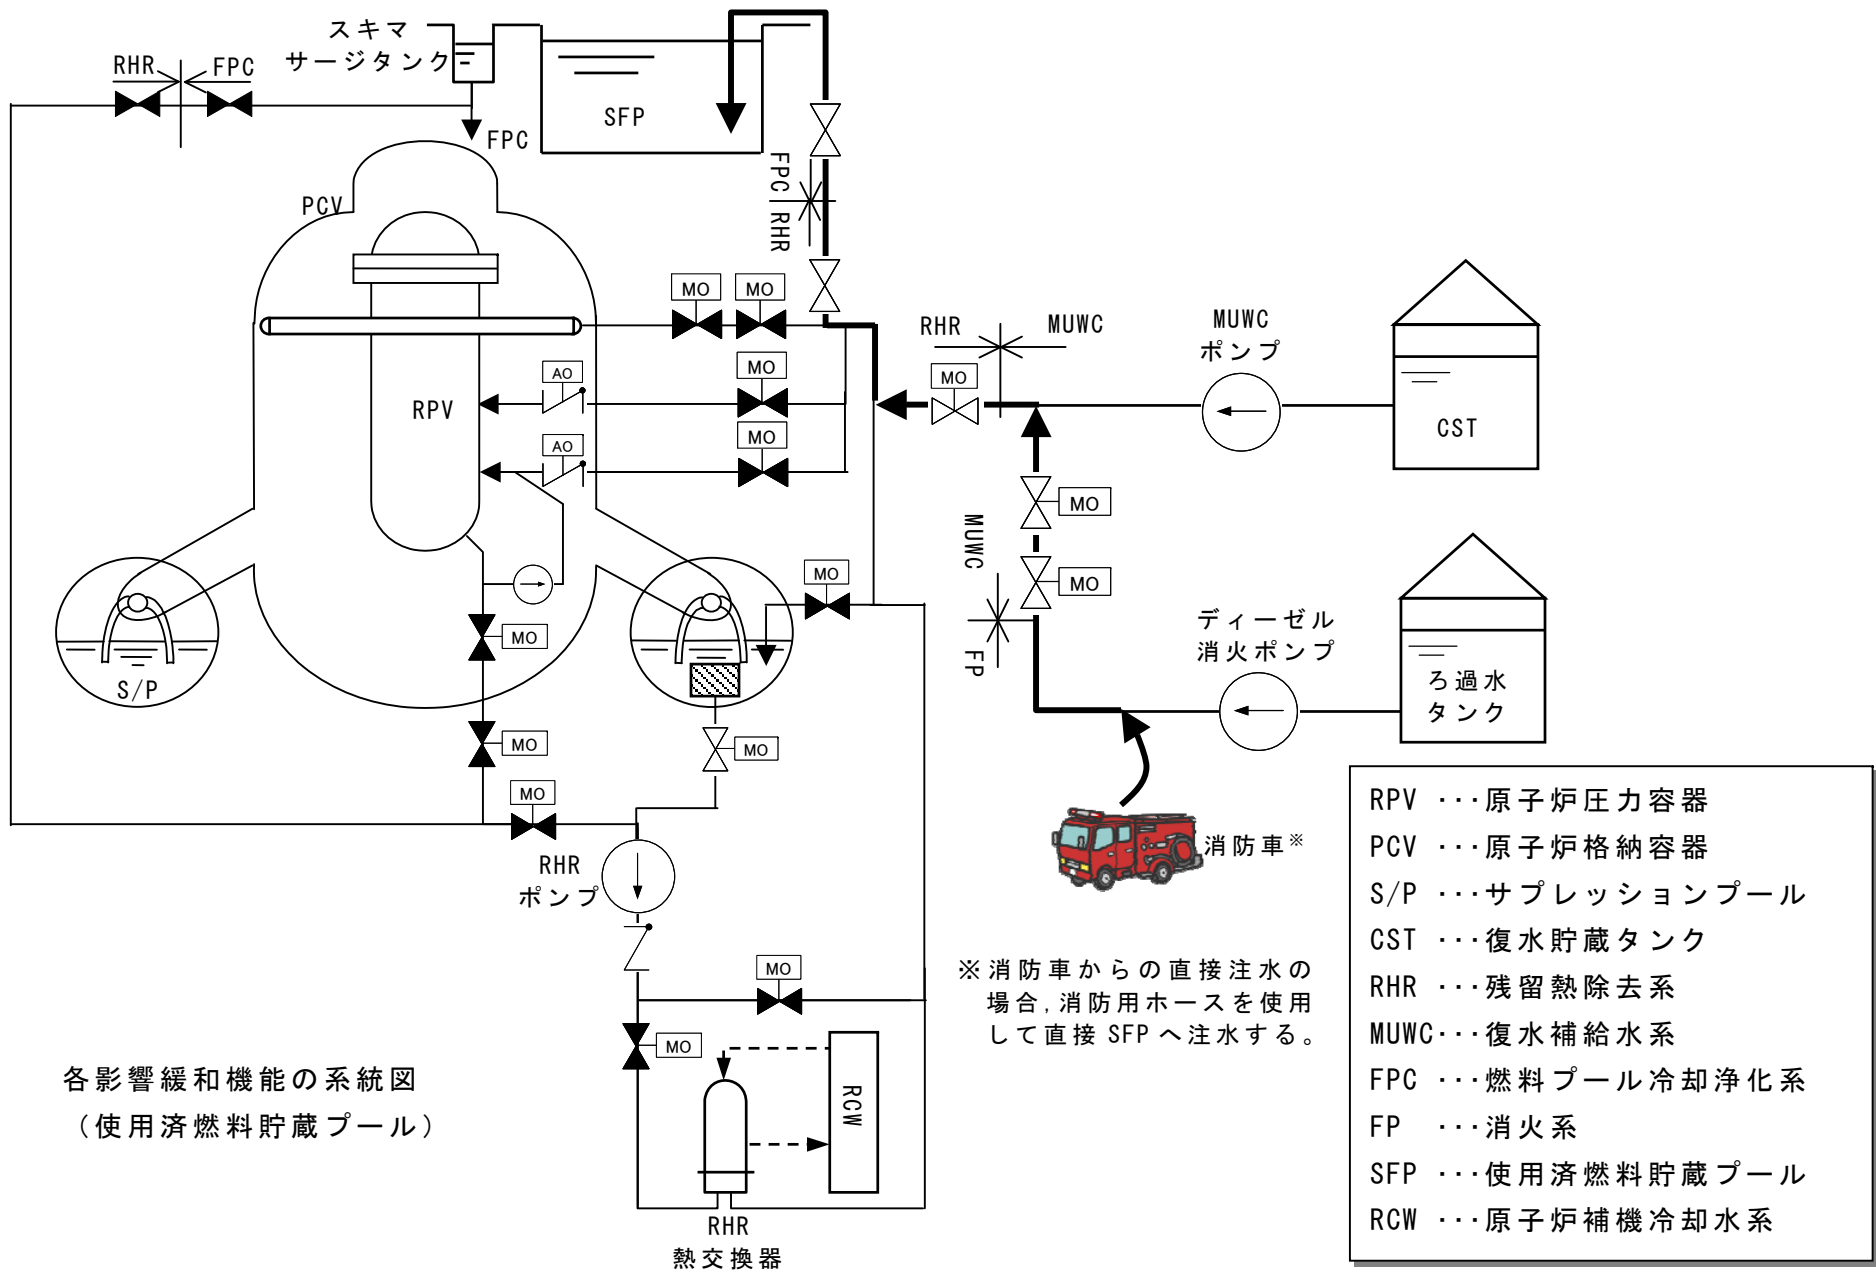 スキマ
サージタンク
RHR
FPC
SFP
FPC
PCV
FPC
RHR
MO
MO
RHR
MUWC
MUWC
ポンプ
AO
MO
MO
RPV
CST
AO
MO
MO
MUWC
MO
MO
FP
ディーゼル
消火ポンプ
ろ過水
タンク
S/P
MO
MO
MO
MO
消防車※
RHR
ポンプ
MO
MO
RCW
RHR
熱交換器
※消防車からの直接注水の
場合,消防用ホースを使用
して直接 SFP へ注水する。
各影響緩和機能の系統図
（使用済燃料貯蔵プール）
RPV ・・・原子炉圧力容器
PCV ・・・原子炉格納容器
S/P ・・・サプレッションプール
CST ・・・復水貯蔵タンク
RHR ・・・残留熱除去系
MUWC・・・復水補給水系
FPC ・・・燃料プール冷却浄化系
FP ・・・消火系
SFP ・・・使用済燃料貯蔵プール
RCW ・・・原子炉補機冷却水系